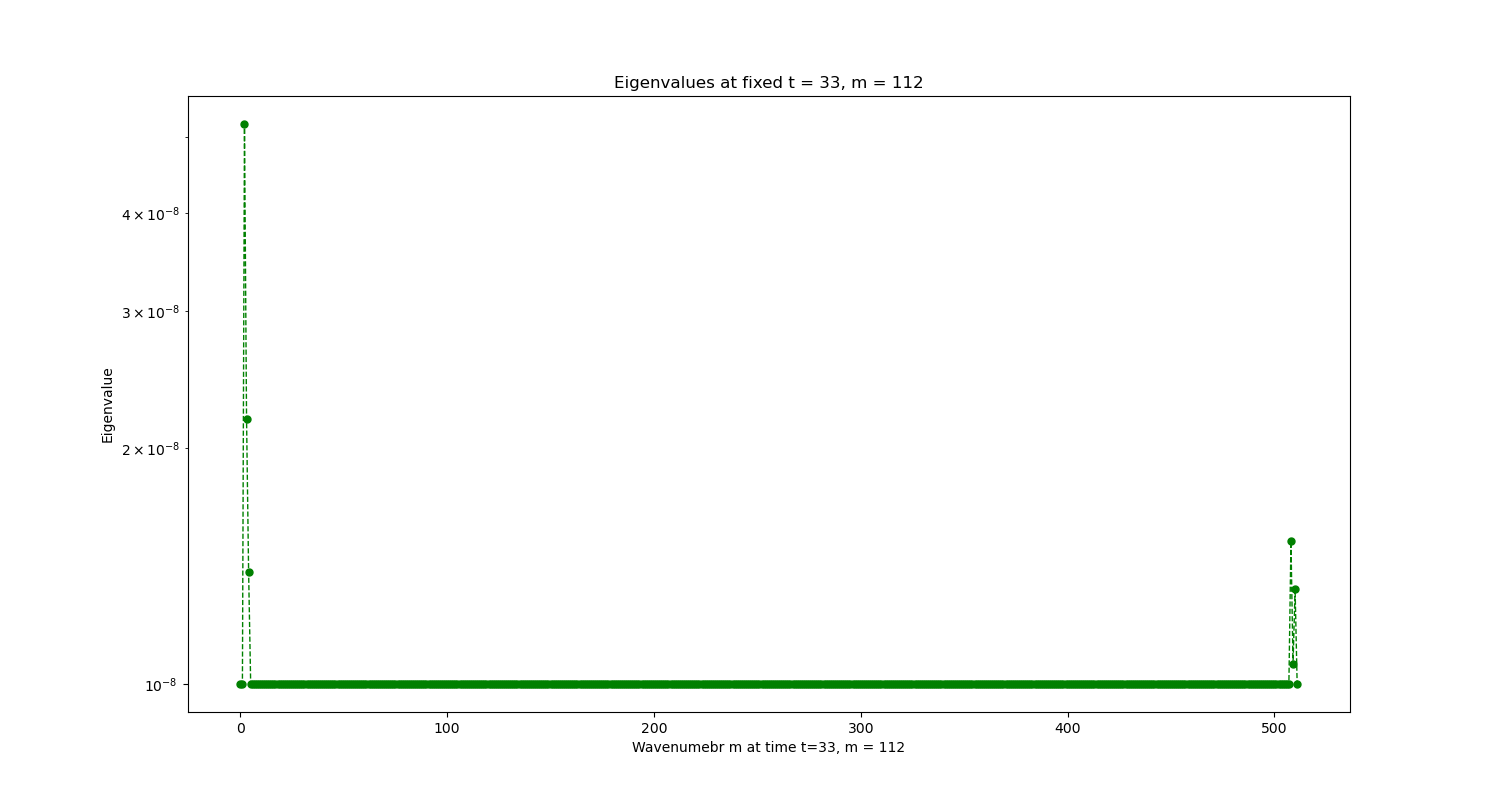 Eigenvalues at fixed t = 33, m = 112
4 × 10⁻⁸
3 × 10⁻⁸
Eigenvalue
2 × 10⁻⁸
10⁻⁸
0 100 200 300 400 500
Wavenumebr m at time t=33, m = 112